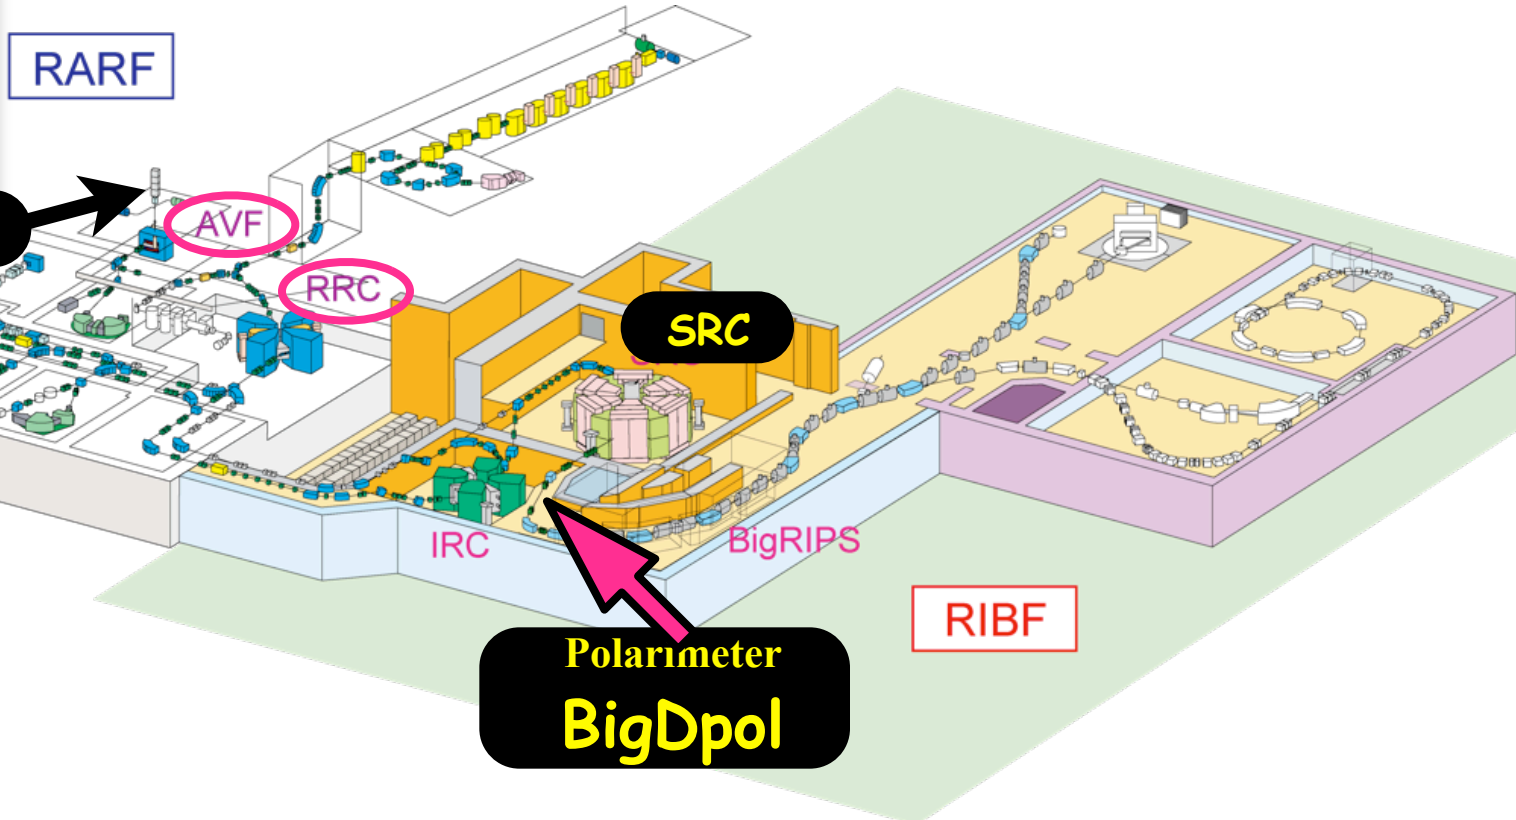 RARF
AVF
RRC
SRC
IRC
BigRIPS
RIBF
Polarimeter
BigDpol